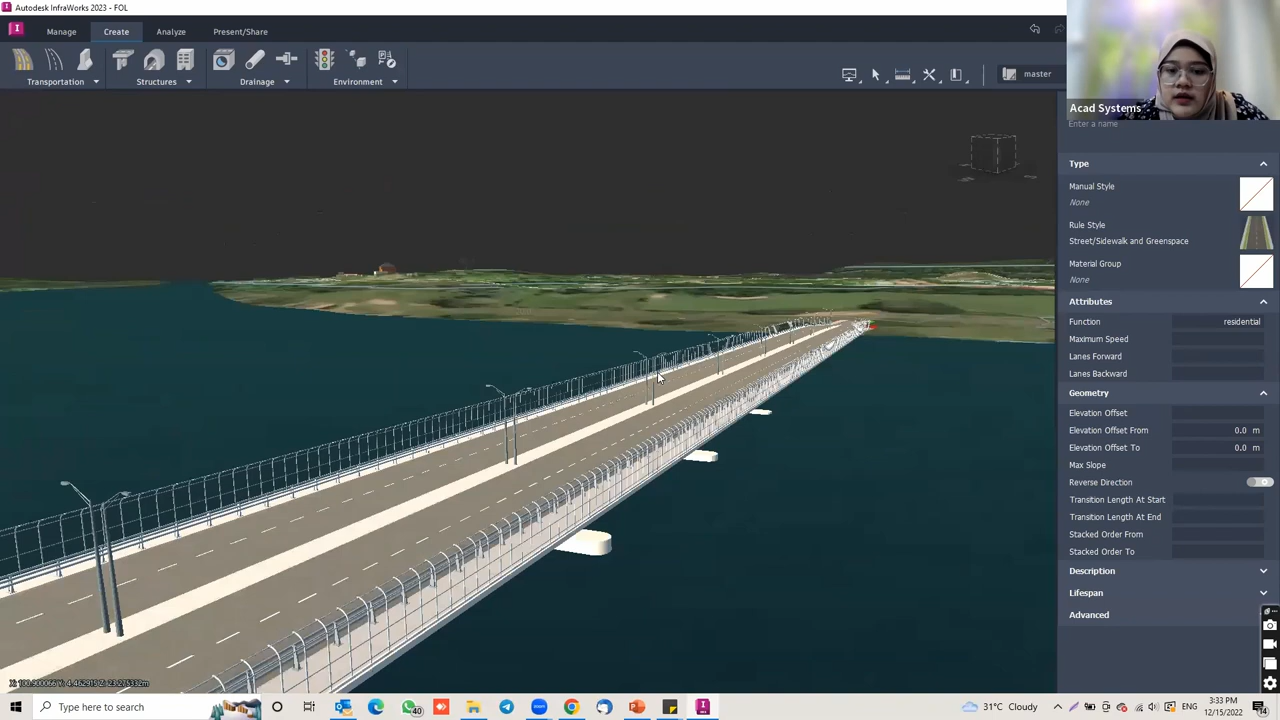 Autodesk InfraWorks 2023 - FOL
Manage
Create
Analyze
Present/Share
Transportation
Structures
Drainage
Environment
master
Acad Systems
Enter a name
Type
Manual Style
None
Rule Style
Street/Sidewalk and Greenspace
Material Group
None
Attributes
Function residential
Maximum Speed
Lanes Forward
Lanes Backward
Geometry
Elevation Offset
Elevation Offset From 0.0 m
Elevation Offset To 0.0 m
Max Slope
Reverse Direction
Transition Length At Start
Transition Length At End
Stacked Order From
Stacked Order To
Description
Lifespan
Advanced
Type here to search
40
31°C Cloudy
ENG
3:33 PM
12/15/2022